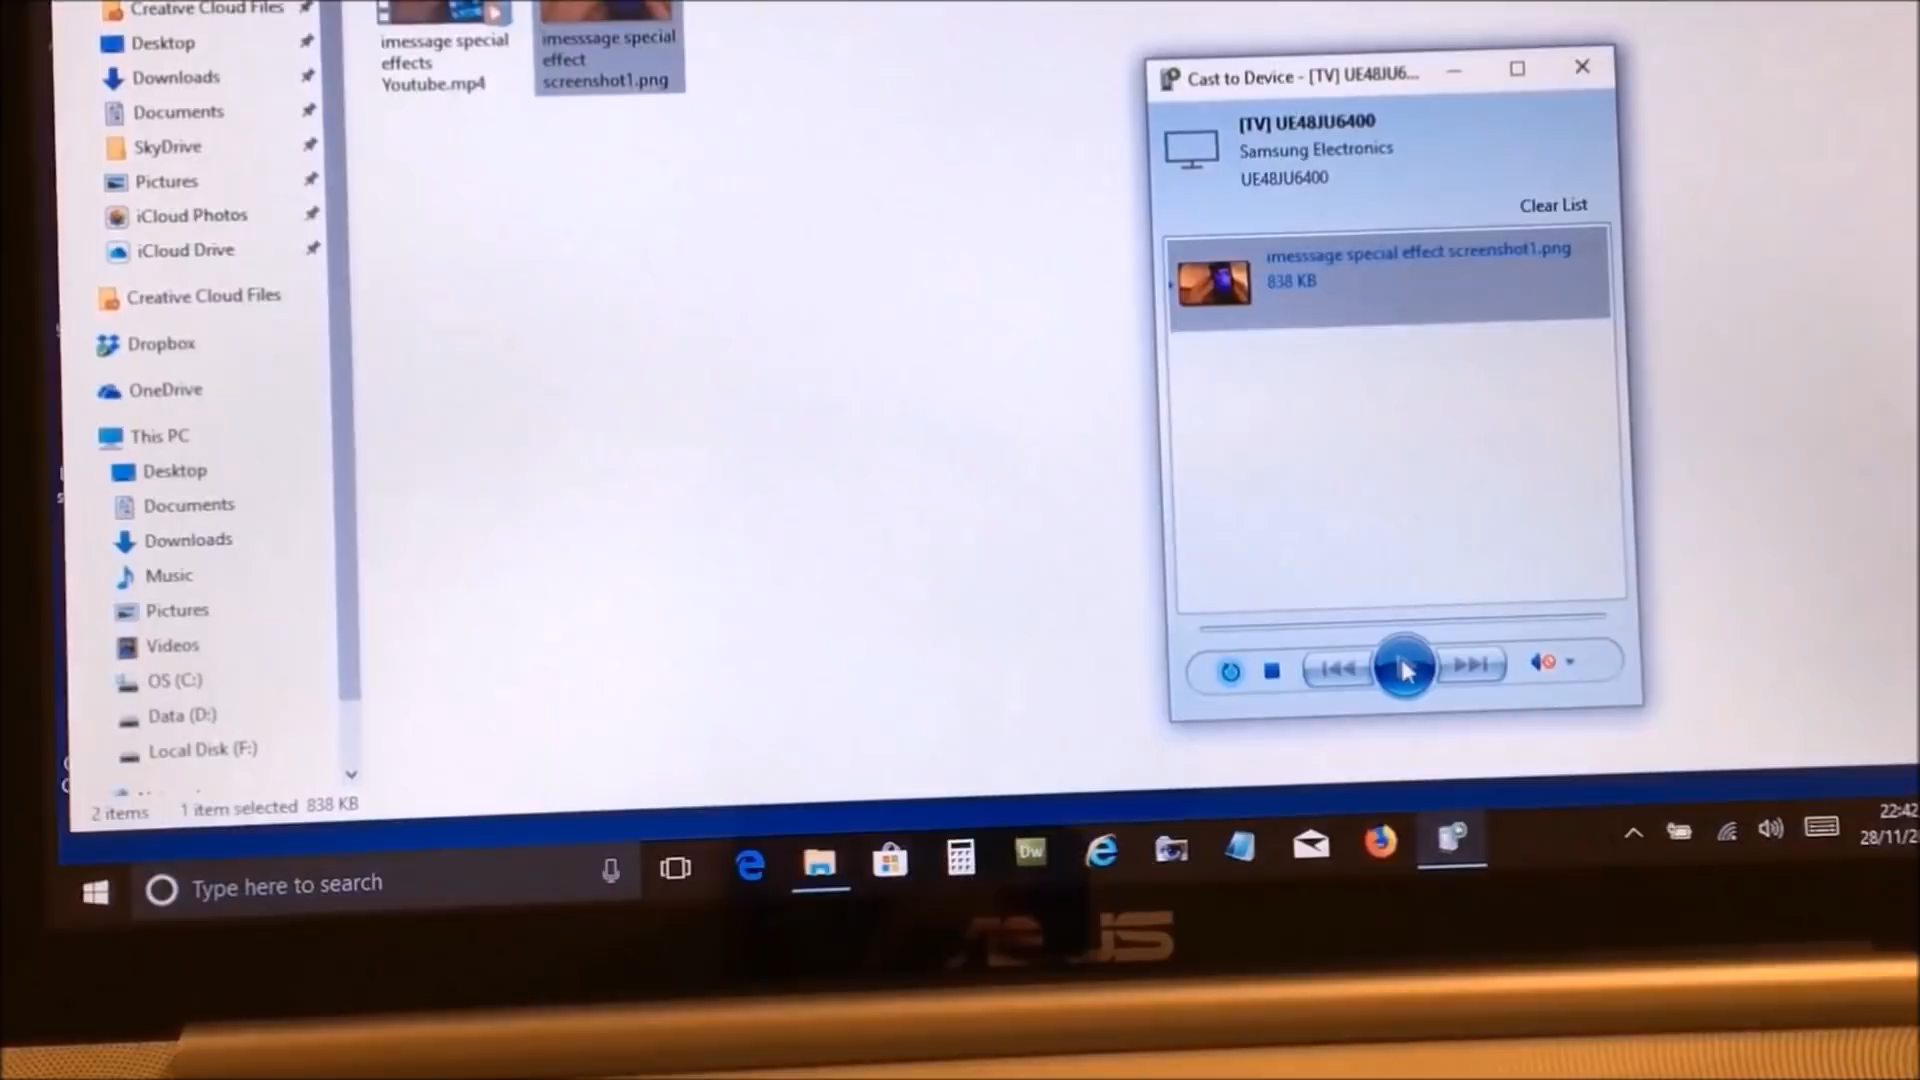 Creative Cloud Files
Desktop
Downloads
Documents
SkyDrive
Pictures
iCloud Photos
iCloud Drive
Creative Cloud Files
Dropbox
OneDrive
This PC
Desktop
Documents
Downloads
Music
Pictures
Videos
OS (C:)
Data (D:)
Local Disk (F:)
2 items 1 item selected 838 KB
imessage special
effects
Youtube.mp4
imesssage special
effect
screenshot1.png
Cast to Device - [TV] UE48JU6...
[TV] UE48JU6400
Samsung Electronics
UE48JU6400
Clear List
imesssage special effect screenshot1.png
838 KB
Type here to search
Dw
22:42
28/11/2
ASUS